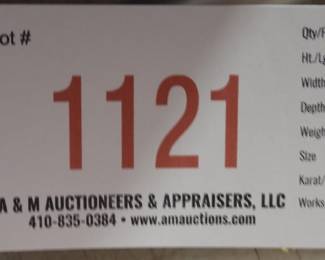 ot #
1121
A & M AUCTIONEERS & APPRAISERS, LLC
410-835-0384 • www.amauctions.com
Qty/F
Ht./Lg
Width
Depth
Weigh
Size
Karat/
Works